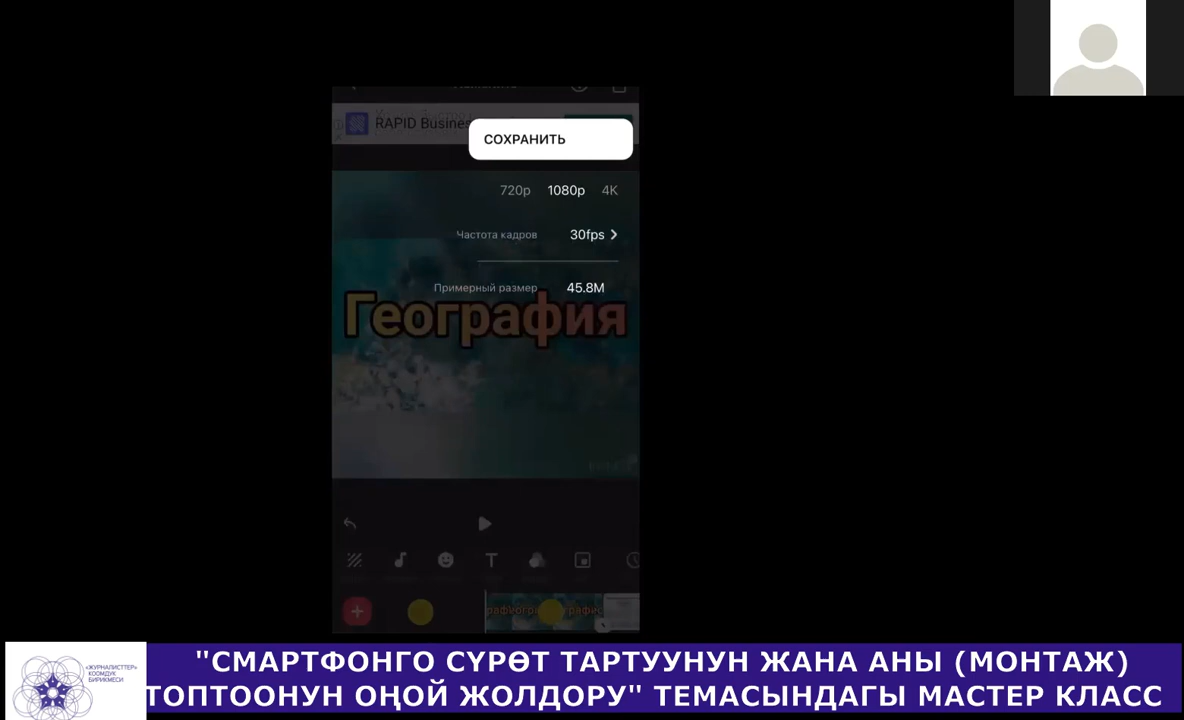 RAPID Busines
СОХРАНИТЬ
720p 1080p 4K
Частота кадров 30fps
Примерный размер 45.8M
География
"СМАРТФОНГО СҮРӨТ ТАРТУУНУН ЖАНА АНЫ (МОНТАЖ)
ТОПТООНУН ОҢОЙ ЖОЛДОРУ" ТЕМАСЫНДАГЫ МАСТЕР КЛАСС
«ЖУРНАЛИСТТЕР»
КООМДУК
БИРИКМЕСИ